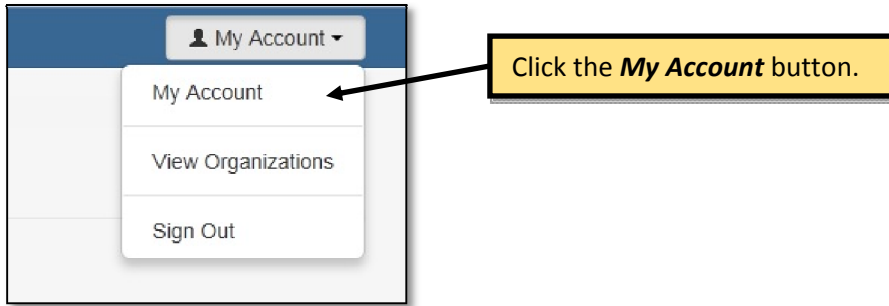 My Account
My Account
Click the My Account button.
View Organizations
Sign Out